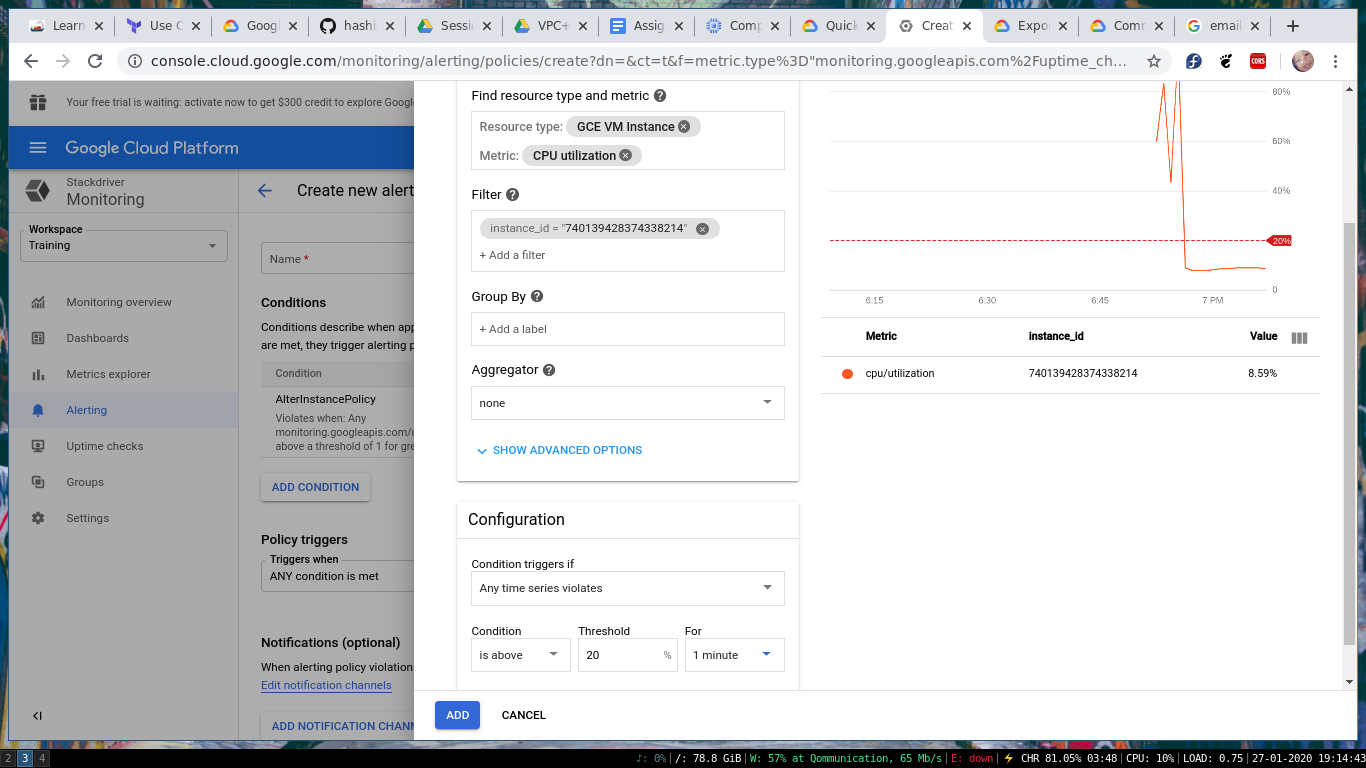 Learn
Use C
Googl
hashi
Sessio
VPC+
Assig
Comp
Quick
Creat
Expo
Comm
email
console.cloud.google.com/monitoring/alerting/policies/create?dn=&ct=t&f=metric.type%3D"monitoring.googleapis.com%2Fuptime_ch...
CORS
Your free trial is waiting: activate now to get $300 credit to explore Googl
Google Cloud Platform
Stackdriver
Monitoring
Workspace
Training
Monitoring overview
Dashboards
Metrics explorer
Alerting
Uptime checks
Groups
Settings
Create new alert
Name *
Conditions
Conditions describe when app
are met, they trigger alerting p
Condition
AlterInstancePolicy
Violates when: Any
monitoring.googleapis.com/u
above a threshold of 1 for gre
ADD CONDITION
Policy triggers
Triggers when
ANY condition is met
Notifications (optional)
When alerting policy violation
Edit notification channels
ADD NOTIFICATION CHANN
Find resource type and metric
Resource type: GCE VM Instance
Metric: CPU utilization
Filter
instance_id = "740139428374338214"
+ Add a filter
Group By
+ Add a label
Aggregator
none
SHOW ADVANCED OPTIONS
Configuration
Condition triggers if
Any time series violates
Condition Threshold For
is above 20 % 1 minute
ADD CANCEL
80%
60%
40%
20%
0
6:15 6:30 6:45 7 PM
Metric instance_id Value
cpu/utilization 740139428374338214 8.59%
2 3 4
♪: 0% | /: 78.8 GiB | W: 57% at Qommunication, 65 Mb/s | E: down | ⚡ CHR 81.05% 03:48 | CPU: 10% | LOAD: 0.75 | 27-01-2020 19:14:43